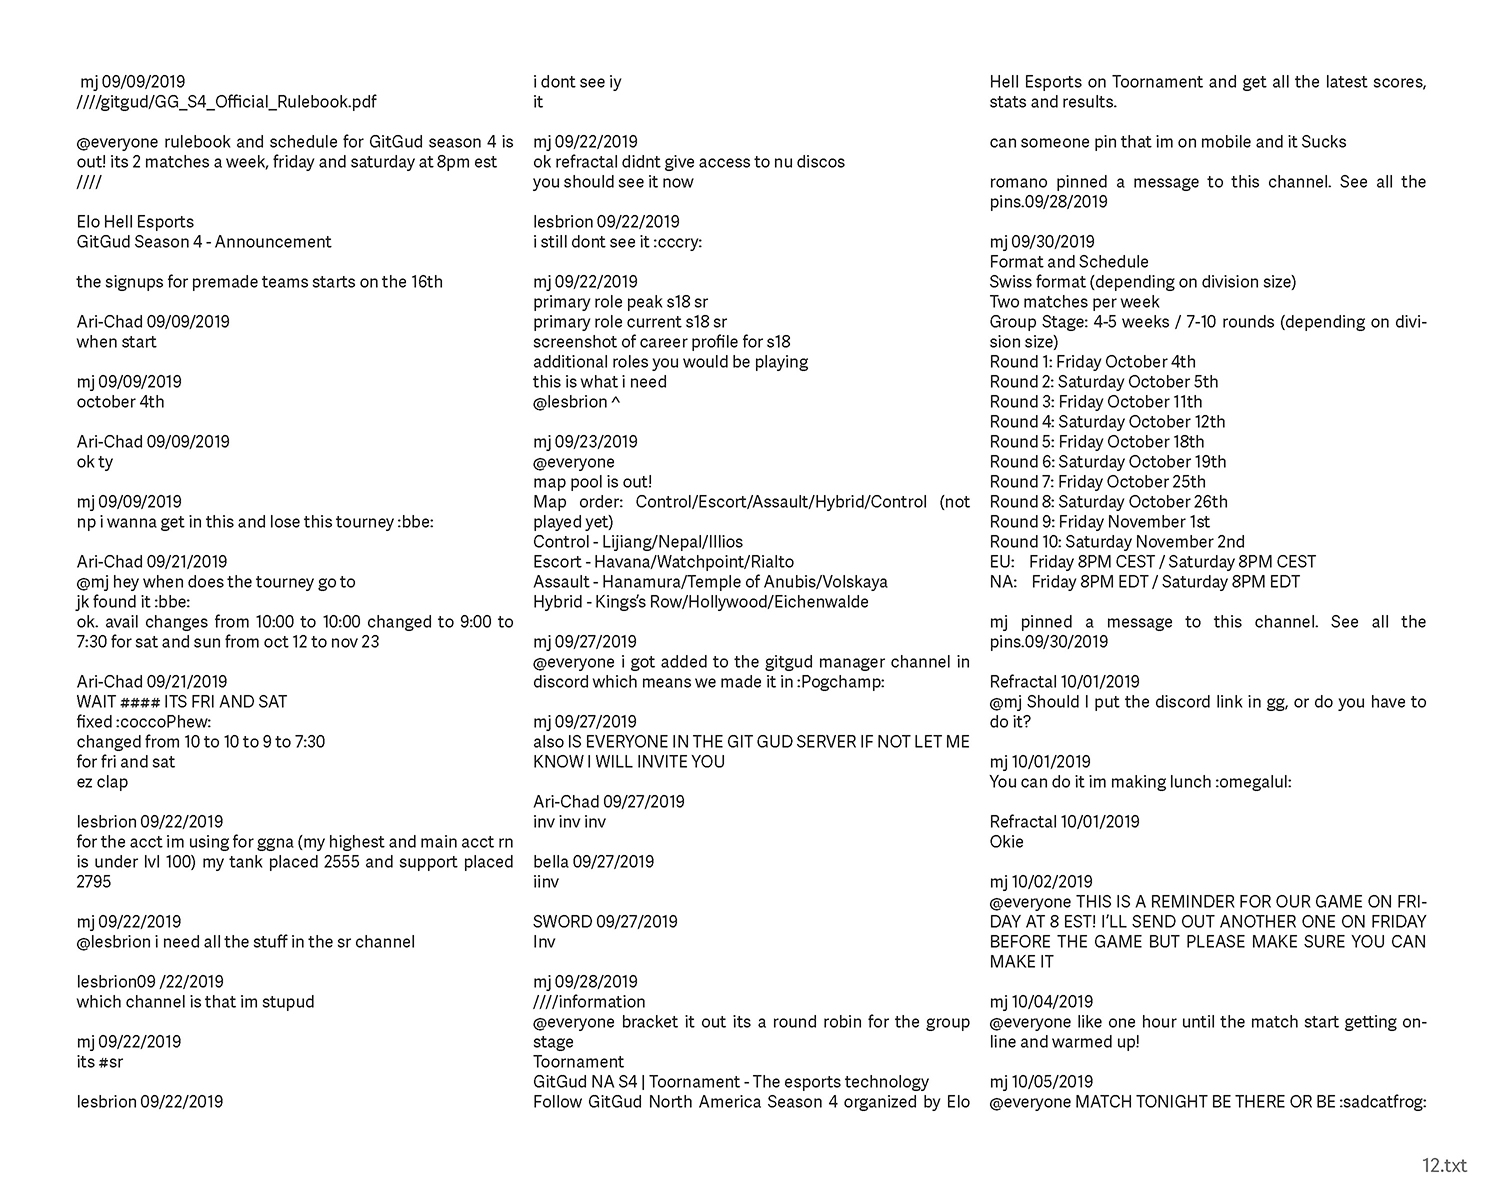 mj 09/09/2019
////gitgud/GG_S4_Official_Rulebook.pdf
@everyone rulebook and schedule for GitGud season 4 is
out! its 2 matches a week, friday and saturday at 8pm est
////
Elo Hell Esports
GitGud Season 4 - Announcement
the signups for premade teams starts on the 16th
Ari-Chad 09/09/2019
when start
mj 09/09/2019
october 4th
Ari-Chad 09/09/2019
ok ty
mj 09/09/2019
np i wanna get in this and lose this tourney :bbe:
Ari-Chad 09/21/2019
@mj hey when does the tourney go to
jk found it :bbe:
ok. avail changes from 10:00 to 10:00 changed to 9:00 to
7:30 for sat and sun from oct 12 to nov 23
Ari-Chad 09/21/2019
WAIT #### ITS FRI AND SAT
fixed :coccoPhew:
changed from 10 to 10 to 9 to 7:30
for fri and sat
ez clap
lesbrion 09/22/2019
for the acct im using for ggna (my highest and main acct rn
is under lvl 100) my tank placed 2555 and support placed
2795
mj 09/22/2019
@lesbrion i need all the stuff in the sr channel
lesbrion09 /22/2019
which channel is that im stupud
mj 09/22/2019
its #sr
lesbrion 09/22/2019
i dont see iy
it
mj 09/22/2019
ok refractal didnt give access to nu discos
you should see it now
lesbrion 09/22/2019
i still dont see it :cccry:
mj 09/22/2019
primary role peak s18 sr
primary role current s18 sr
screenshot of career profile for s18
additional roles you would be playing
this is what i need
@lesbrion ^
mj 09/23/2019
@everyone
map pool is out!
Map order: Control/Escort/Assault/Hybrid/Control (not
played yet)
Control - Lijiang/Nepal/Illios
Escort - Havana/Watchpoint/Rialto
Assault - Hanamura/Temple of Anubis/Volskaya
Hybrid - Kings's Row/Hollywood/Eichenwalde
mj 09/27/2019
@everyone i got added to the gitgud manager channel in
discord which means we made it in :Pogchamp:
mj 09/27/2019
also IS EVERYONE IN THE GIT GUD SERVER IF NOT LET ME
KNOW I WILL INVITE YOU
Ari-Chad 09/27/2019
inv inv inv
bella 09/27/2019
iinv
SWORD 09/27/2019
Inv
mj 09/28/2019
////information
@everyone bracket it out its a round robin for the group
stage
Toornament
GitGud NA S4 | Toornament - The esports technology
Follow GitGud North America Season 4 organized by Elo
Hell Esports on Toornament and get all the latest scores,
stats and results.
can someone pin that im on mobile and it Sucks
romano pinned a message to this channel. See all the
pins.09/28/2019
mj 09/30/2019
Format and Schedule
Swiss format (depending on division size)
Two matches per week
Group Stage: 4-5 weeks / 7-10 rounds (depending on divi-
sion size)
Round 1: Friday October 4th
Round 2: Saturday October 5th
Round 3: Friday October 11th
Round 4: Saturday October 12th
Round 5: Friday October 18th
Round 6: Saturday October 19th
Round 7: Friday October 25th
Round 8: Saturday October 26th
Round 9: Friday November 1st
Round 10: Saturday November 2nd
EU: Friday 8PM CEST / Saturday 8PM CEST
NA: Friday 8PM EDT / Saturday 8PM EDT
mj pinned a message to this channel. See all the
pins.09/30/2019
Refractal 10/01/2019
@mj Should I put the discord link in gg, or do you have to
do it?
mj 10/01/2019
You can do it im making lunch :omegalul:
Refractal 10/01/2019
Okie
mj 10/02/2019
@everyone THIS IS A REMINDER FOR OUR GAME ON FRI-
DAY AT 8 EST! I'LL SEND OUT ANOTHER ONE ON FRIDAY
BEFORE THE GAME BUT PLEASE MAKE SURE YOU CAN
MAKE IT
mj 10/04/2019
@everyone like one hour until the match start getting on-
line and warmed up!
mj 10/05/2019
@everyone MATCH TONIGHT BE THERE OR BE :sadcatfrog:
12.txt